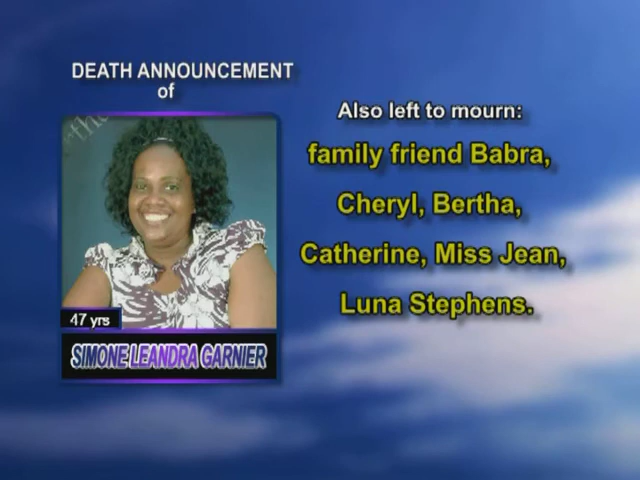 DEATH ANNOUNCEMENT
of
47 yrs
SIMONE LEANDRA GARNIER
Also left to mourn:
family friend Babra,
Cheryl, Bertha,
Catherine, Miss Jean,
Luna Stephens.